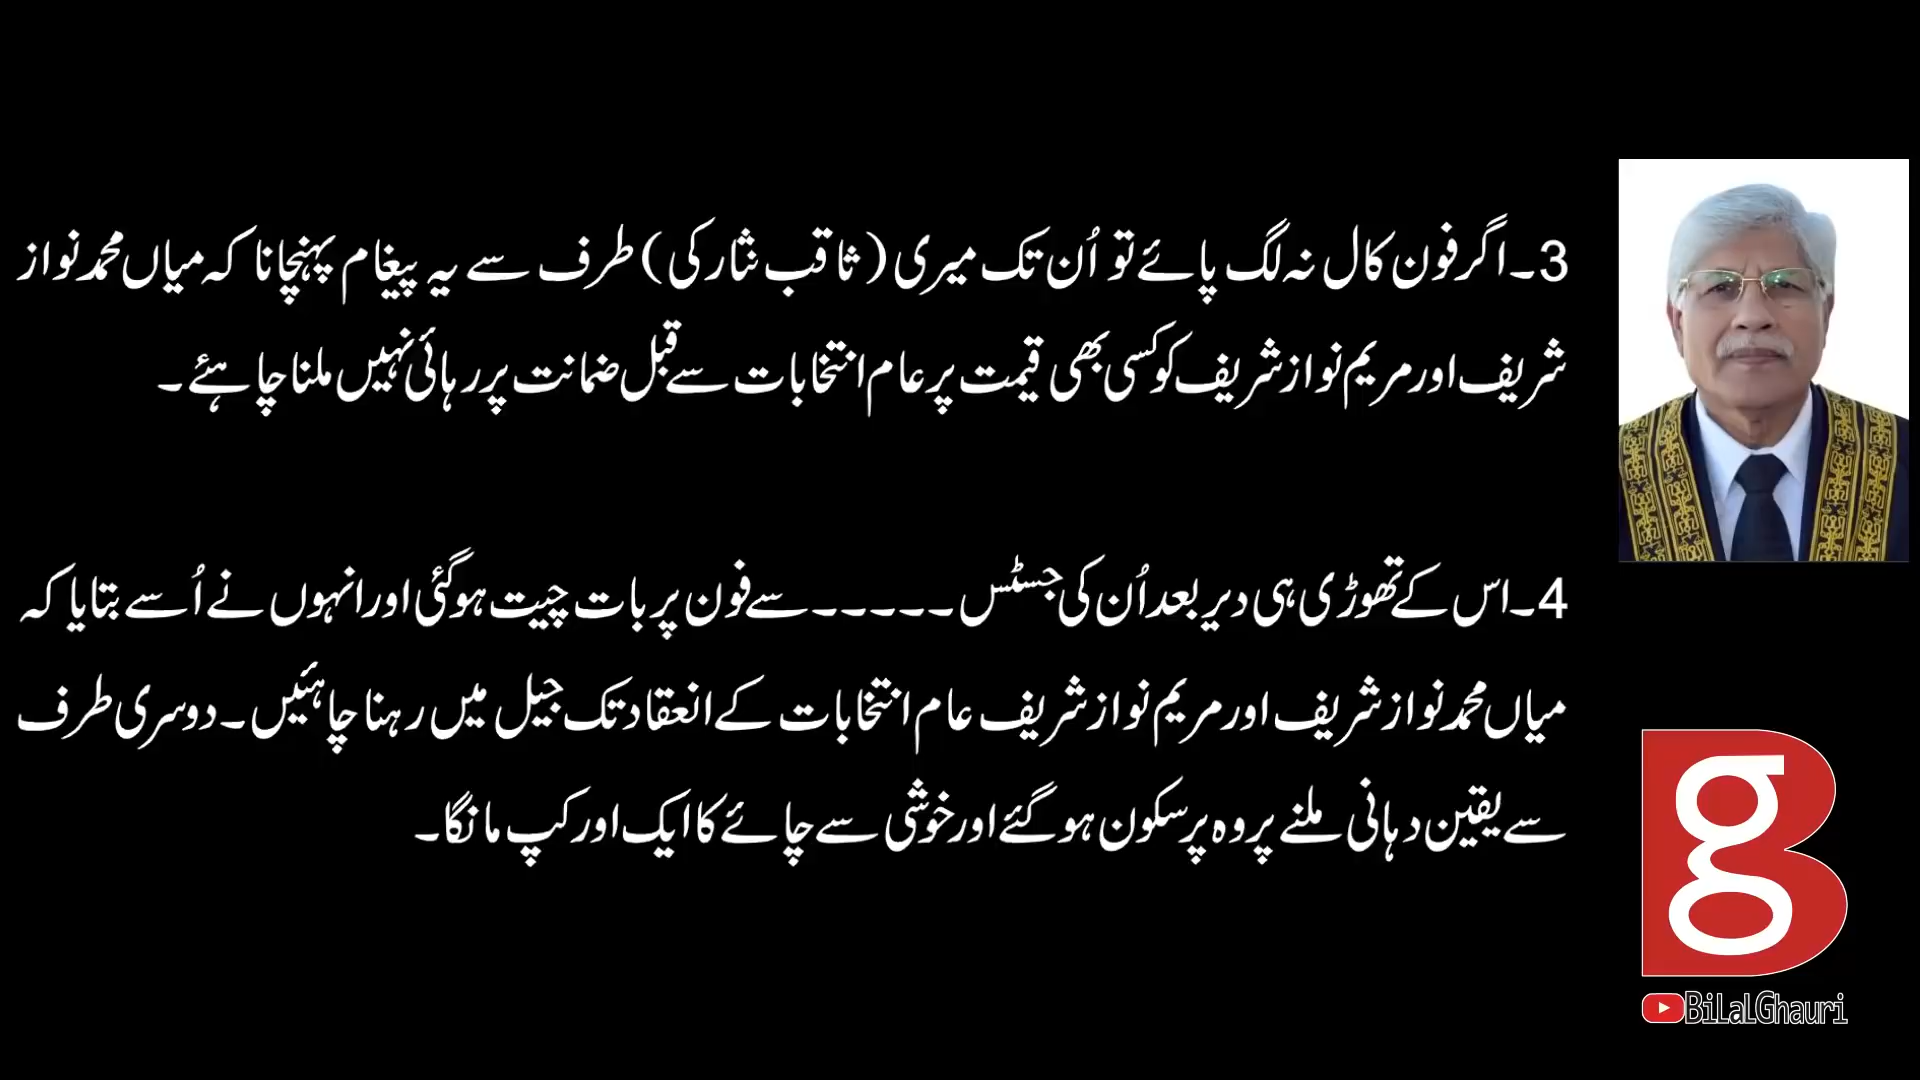 3۔اگر فون کال نہ لگ پائے تو اُن تک میری (ثاقب نثار کی) طرف سے یہ پیغام پہنچانا کہ میاں محمد نواز
شریف اور مریم نواز شریف کو کسی بھی قیمت پر عام انتخابات سے قبل ضمانت پر رہائی نہیں ملنا چاہئے۔
4۔اس کے تھوڑی ہی دیر بعد اُن کی جسٹس ۔۔۔۔۔سے فون پر بات چیت ہوگئی اور انہوں نے اُسے بتایا کہ
میاں محمد نواز شریف اور مریم نواز شریف عام انتخابات کے انعقاد تک جیل میں رہنا چاہئیں۔ دوسری طرف
سے یقین دہانی ملنے پر وہ پرسکون ہو گئے اور خوشی سے چائے کا ایک اور کپ مانگا۔
Bg
BiLaLGhauri